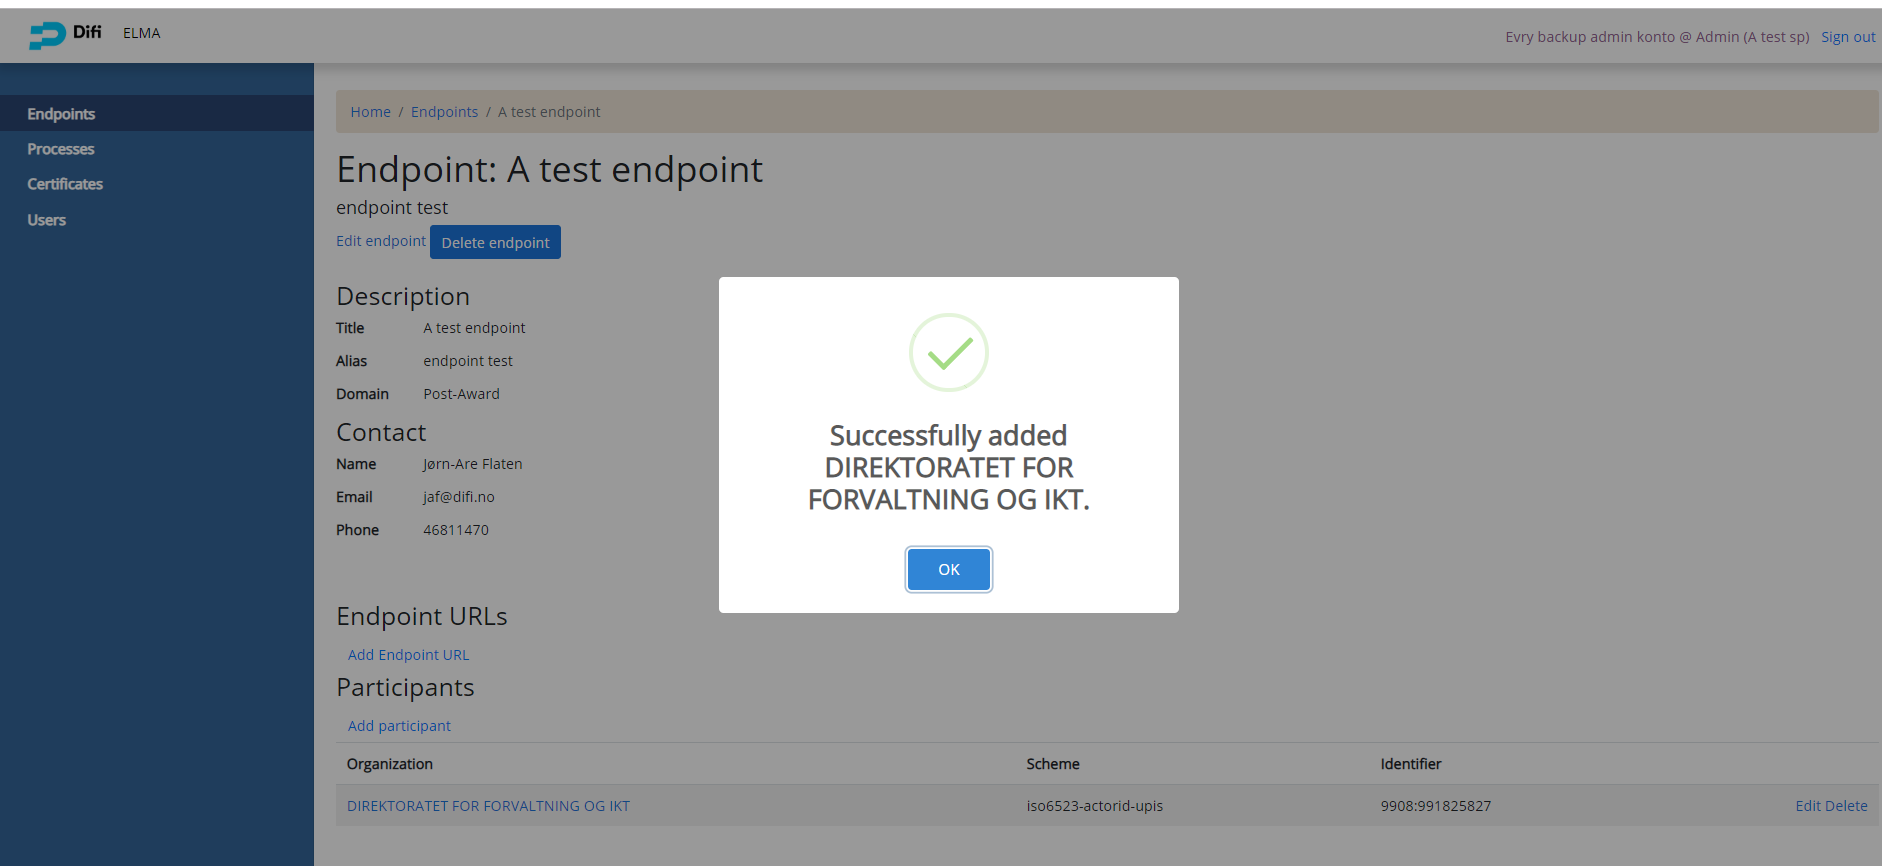 Difi ELMA
Evry backup admin konto @ Admin (A test sp) Sign out
Endpoints
Processes
Certificates
Users
Home / Endpoints / A test endpoint
Endpoint: A test endpoint
endpoint test
Edit endpoint Delete endpoint
Description
Title A test endpoint
Alias endpoint test
Domain Post-Award
Contact
Name Jørn-Are Flaten
Email jaf@difi.no
Phone 46811470
Successfully added
DIREKTORATET FOR
FORVALTNING OG IKT.
OK
Endpoint URLs
Add Endpoint URL
Participants
Add participant
Organization Scheme Identifier
DIREKTORATET FOR FORVALTNING OG IKT iso6523-actorid-upis 9908:991825827 Edit Delete